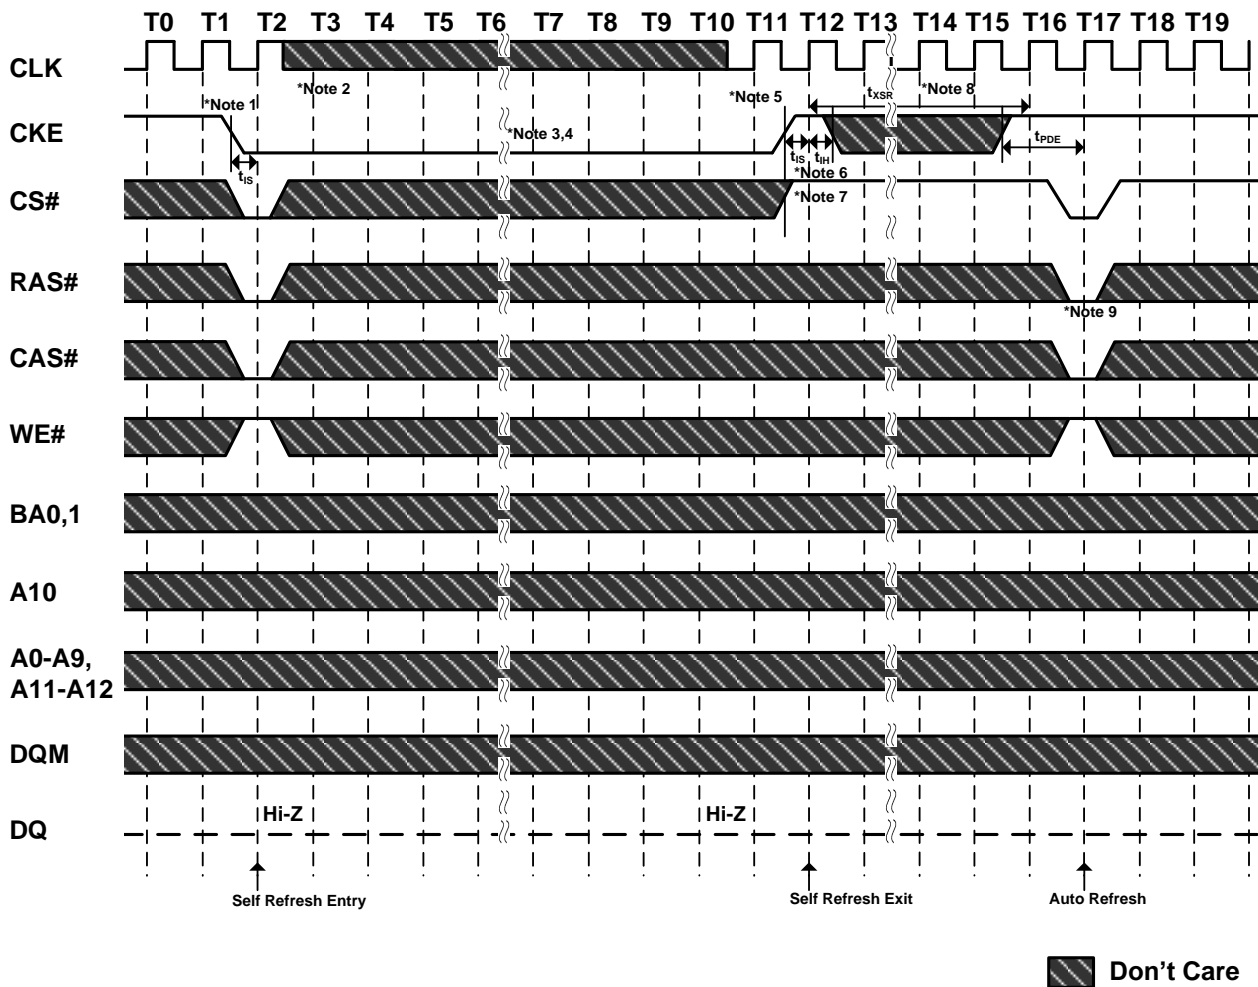 T0 T1 T2 T3 T4 T5 T6 T7 T8 T9 T10 T11 T12 T13 T14 T15 T16 T17 T18 T19
CLK
*Note 2 *Note 5 tXSR *Note 8
*Note 1
CKE *Note 3,4 tIS tIH tPDE
tIS *Note 6
CS# *Note 7
RAS#
*Note 9
CAS#
WE#
BA0,1
A10
A0-A9,
A11-A12
DQM
Hi-Z Hi-Z
DQ
Self Refresh Entry Self Refresh Exit Auto Refresh
Don't Care